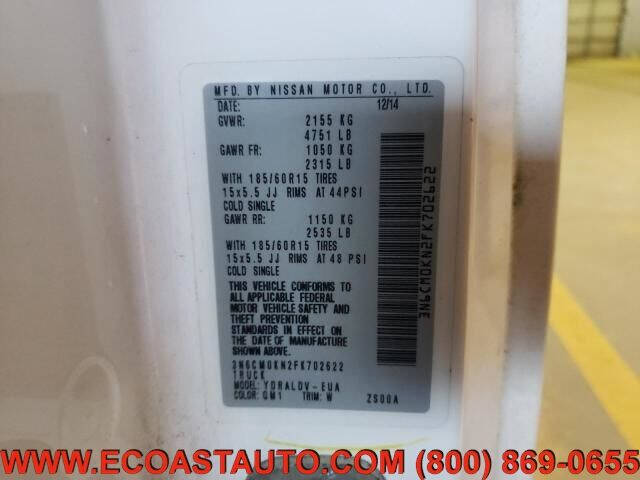 MFD. BY NISSAN MOTOR CO., LTD.
DATE: 12/14
GVWR: 2155 KG
4751 LB
GAWR FR: 1050 KG
2315 LB
WITH 185/60R15 TIRES
15x5.5 JJ RIMS AT 44PSI
COLD SINGLE
GAWR RR: 1150 KG
2535 LB
WITH 185/60R15 TIRES
15x5.5 JJ RIMS AT 48 PSI
COLD SINGLE
THIS VEHICLE CONFORMS TO
ALL APPLICABLE FEDERAL
MOTOR VEHICLE SAFETY AND
THEFT PREVENTION
STANDARDS IN EFFECT ON
THE DATE OF MANUFACTURE
SHOWN ABOVE.
3N6CM0KN2FK702622
TRUCK
MODEL: YDRALDV-EUA
COLOR: QM1 TRIM: W ZS00A
3N6CM0KN2FK702622
WWW.ECOASTAUTO.COM (800) 869-0655